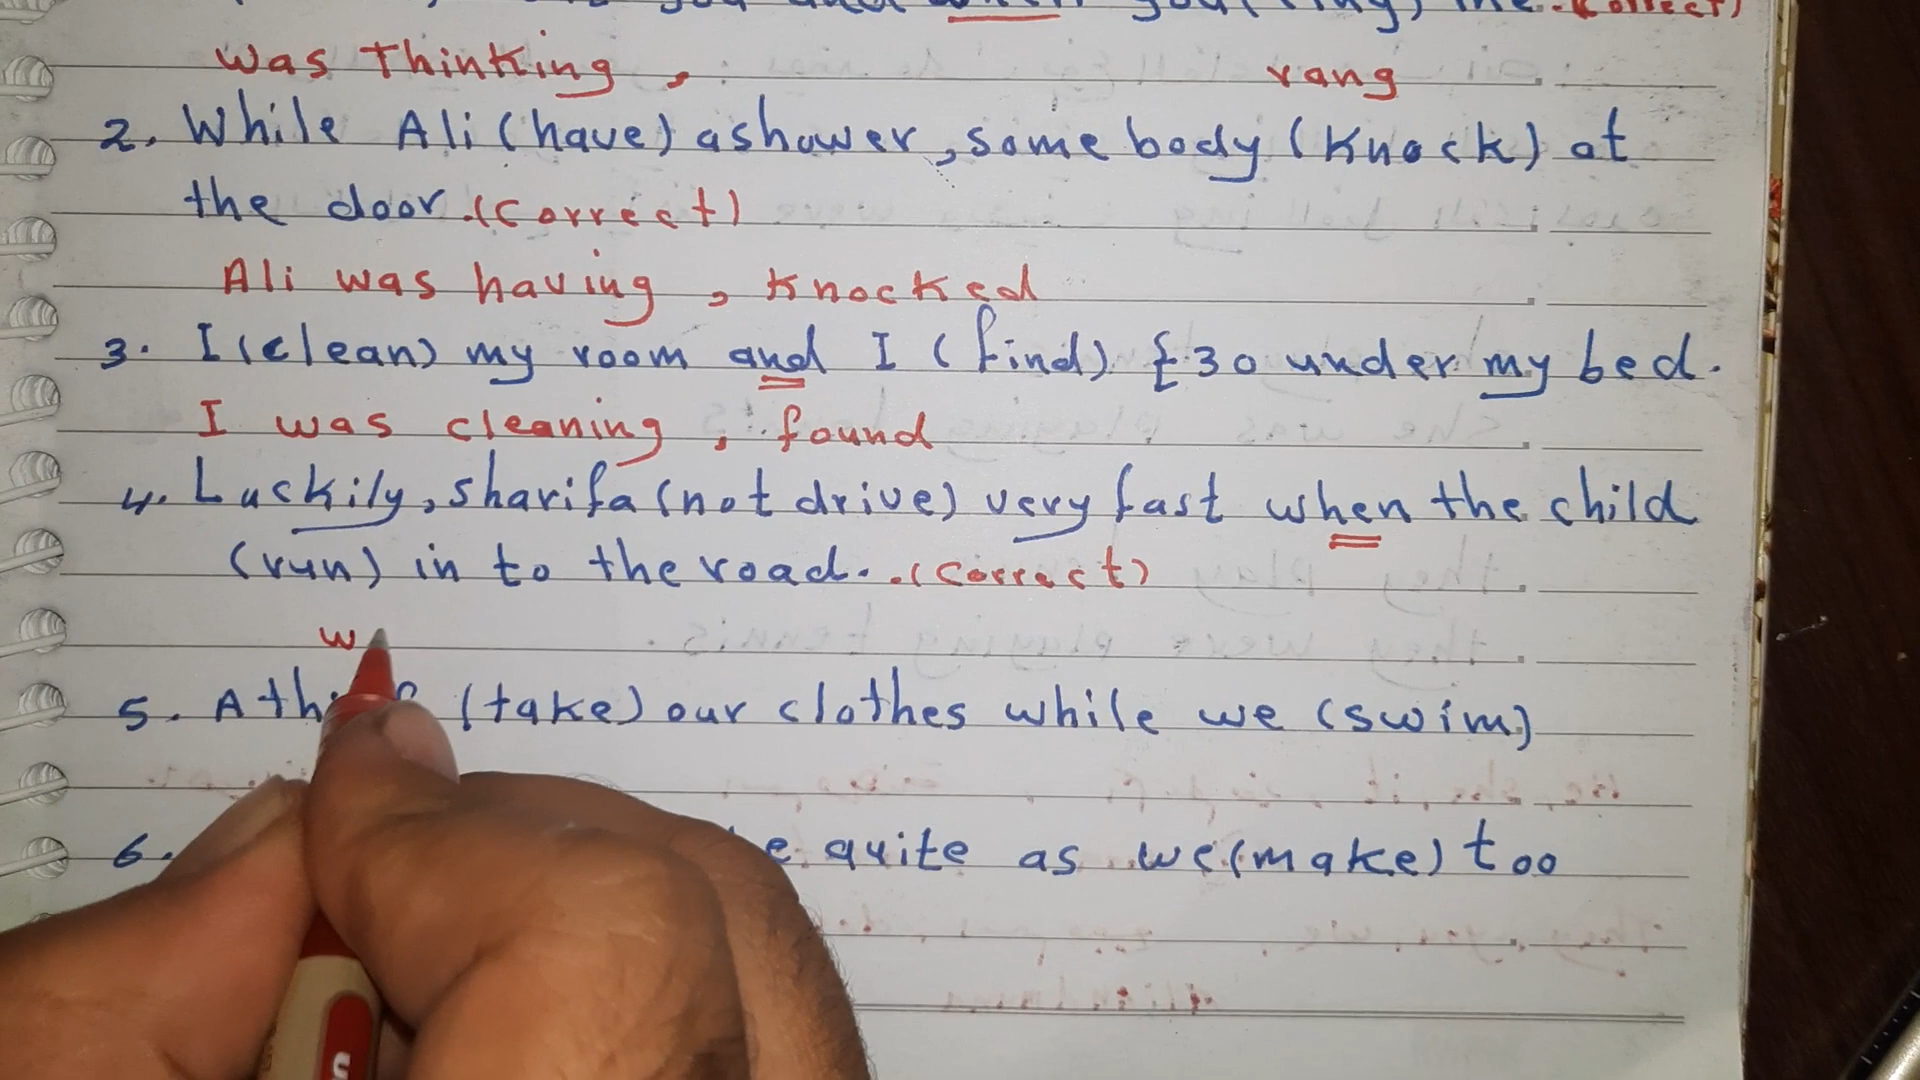 (Correct)
was Thinking, rang
2. While Ali (have) a shower, some body (Knock) at
the door. (Correct)
Ali was having, Knocked
3. I (clean) my room and I (find) £30 under my bed.
I was cleaning, found
4. Luckily, sharifa (not drive) very fast when the child
(run) in to the road. (Correct)
w
5. A (take) our clothes while we (swim)
6. quite as we (make) too